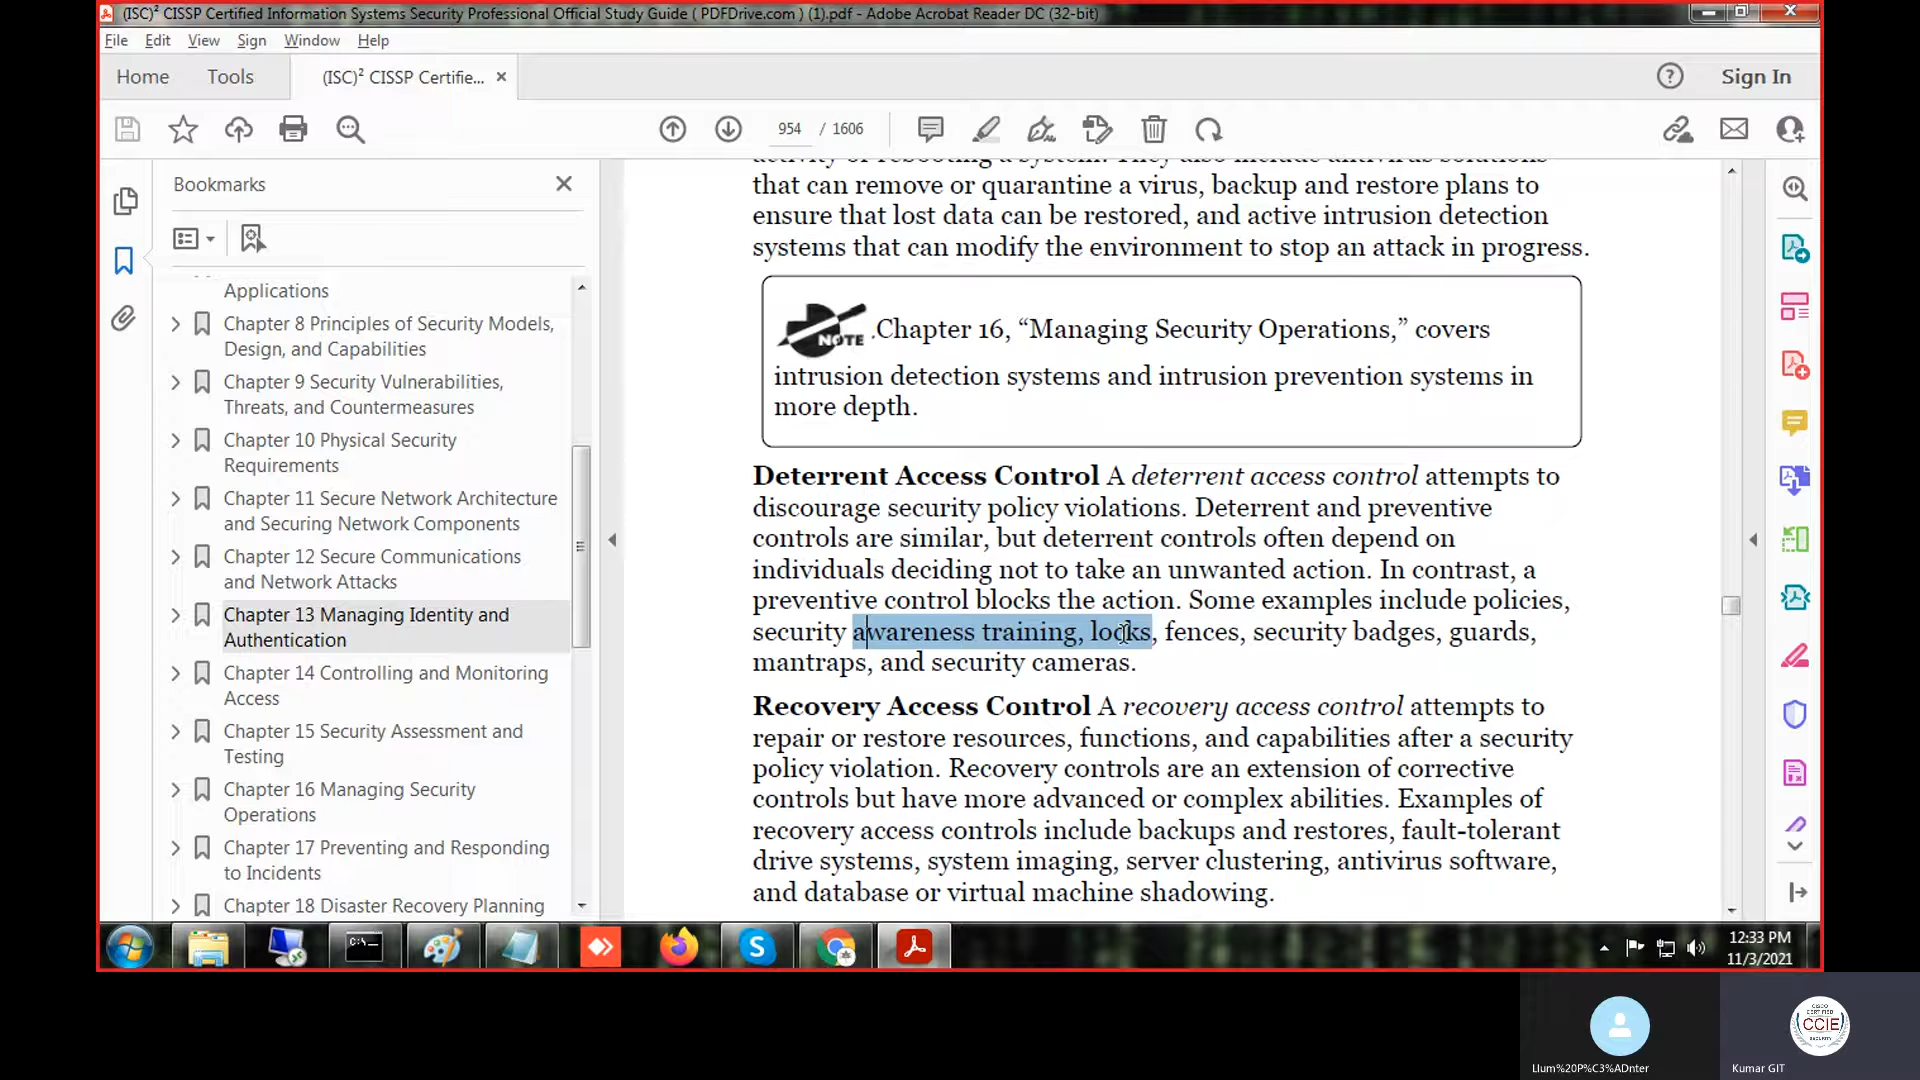 (ISC)² CISSP Certified Information Systems Security Professional Official Study Guide ( PDFDrive.com ) (1).pdf - Adobe Acrobat Reader DC (32-bit)
File Edit View Sign Window Help
Home Tools (ISC)² CISSP Certifie... × Sign In
954 / 1606
Bookmarks
Applications
Chapter 8 Principles of Security Models,
Design, and Capabilities
Chapter 9 Security Vulnerabilities,
Threats, and Countermeasures
Chapter 10 Physical Security
Requirements
Chapter 11 Secure Network Architecture
and Securing Network Components
Chapter 12 Secure Communications
and Network Attacks
Chapter 13 Managing Identity and
Authentication
Chapter 14 Controlling and Monitoring
Access
Chapter 15 Security Assessment and
Testing
Chapter 16 Managing Security
Operations
Chapter 17 Preventing and Responding
to Incidents
Chapter 18 Disaster Recovery Planning
activity or rebooting a system. They also include antivirus solutions
that can remove or quarantine a virus, backup and restore plans to
ensure that lost data can be restored, and active intrusion detection
systems that can modify the environment to stop an attack in progress.
NOTE .Chapter 16, “Managing Security Operations,” covers
intrusion detection systems and intrusion prevention systems in
more depth.
Deterrent Access Control A deterrent access control attempts to
discourage security policy violations. Deterrent and preventive
controls are similar, but deterrent controls often depend on
individuals deciding not to take an unwanted action. In contrast, a
preventive control blocks the action. Some examples include policies,
security awareness training, locks, fences, security badges, guards,
mantraps, and security cameras.
Recovery Access Control A recovery access control attempts to
repair or restore resources, functions, and capabilities after a security
policy violation. Recovery controls are an extension of corrective
controls but have more advanced or complex abilities. Examples of
recovery access controls include backups and restores, fault-tolerant
drive systems, system imaging, server clustering, antivirus software,
and database or virtual machine shadowing.
C:\
12:33 PM
11/3/2021
CISCO
CERTIFIED
CCIE
SECURITY
Llum%20P%C3%ADnter
Kumar GIT